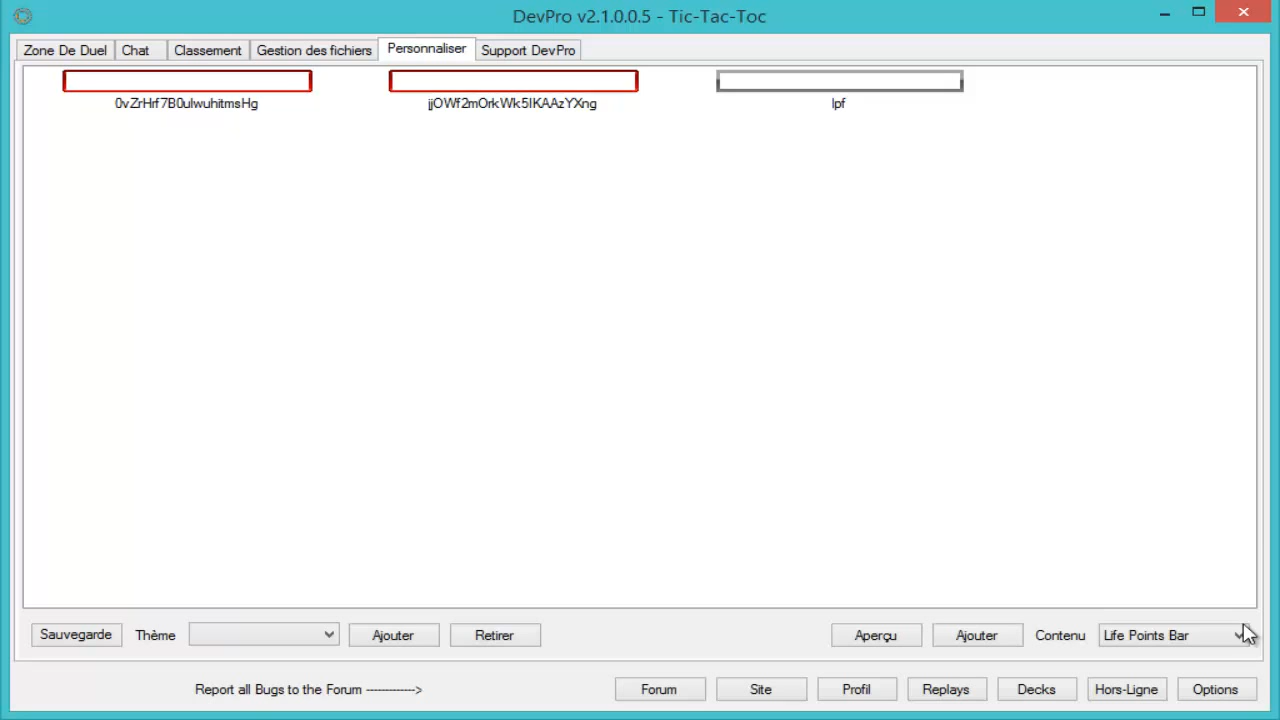 DevPro v2.1.0.0.5 - Tic-Tac-Toc
Zone De Duel Chat Classement Gestion des fichiers Personnaliser Support DevPro
0vZrHrf7B0uIwuhitmsHg jjOWf2mOrkWk5IKAAzYXng lpf
Sauvegarde Thème Ajouter Retirer Aperçu Ajouter Contenu Life Points Bar
Report all Bugs to the Forum ------------> Forum Site Profil Replays Decks Hors-Ligne Options